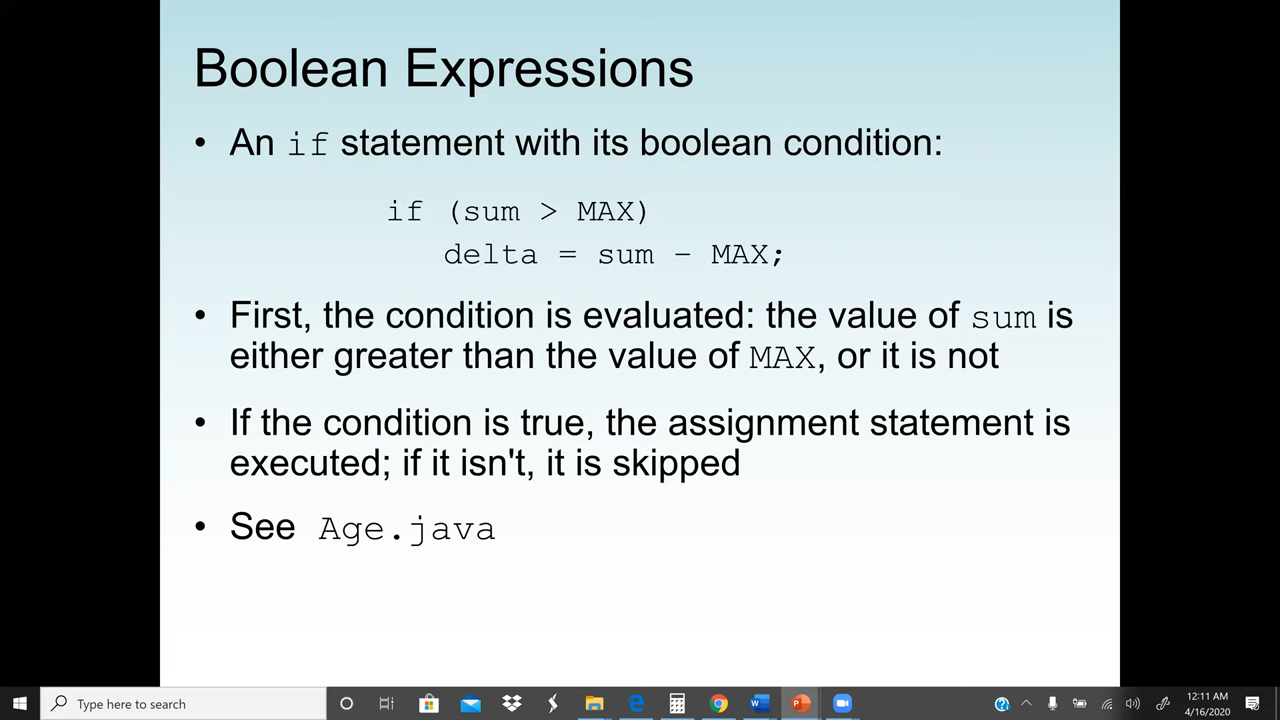 Boolean Expressions
• An if statement with its boolean condition:
if (sum > MAX)
delta = sum - MAX;
• First, the condition is evaluated: the value of sum is
either greater than the value of MAX, or it is not
• If the condition is true, the assignment statement is
executed; if it isn't, it is skipped
• See Age.java
Type here to search
12:11 AM
4/16/2020